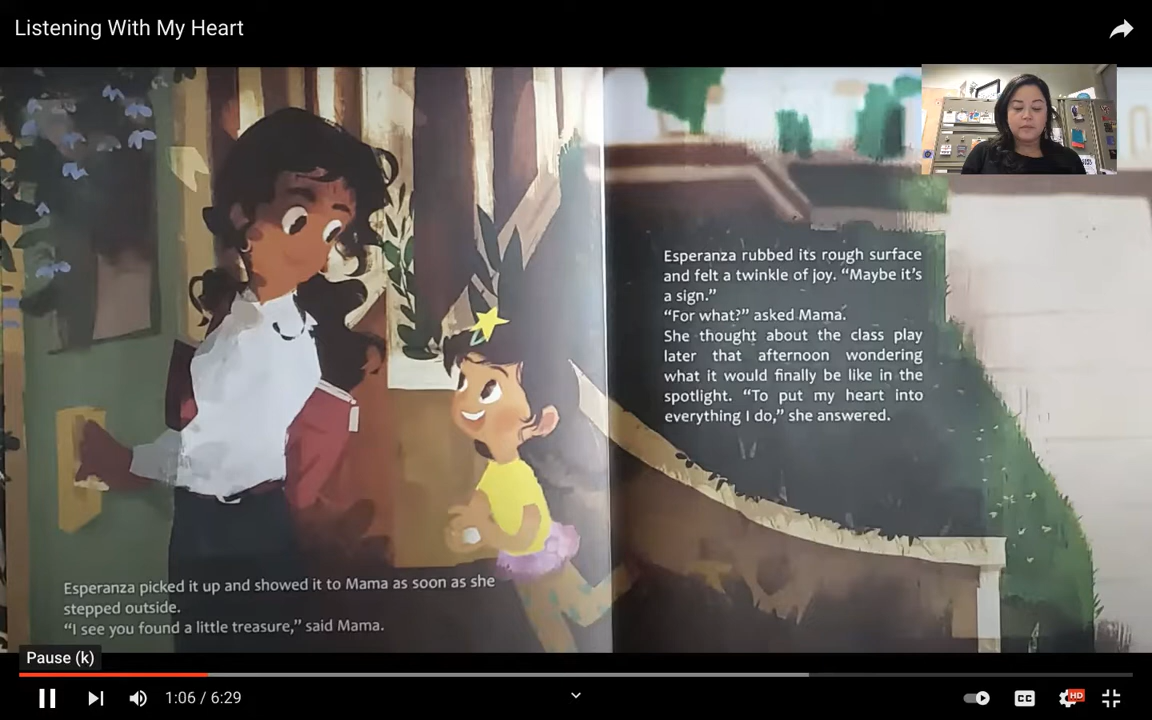 Listening With My Heart
Esperanza picked it up and showed it to Mama as soon as she
stepped outside.
“I see you found a little treasure,” said Mama.
Esperanza rubbed its rough surface
and felt a twinkle of joy. “Maybe it’s
a sign.”
“For what?” asked Mama.
She thought about the class play
later that afternoon wondering
what it would finally be like in the
spotlight. “To put my heart into
everything I do,” she answered.
Pause (k)
1:06 / 6:29
CC
HD